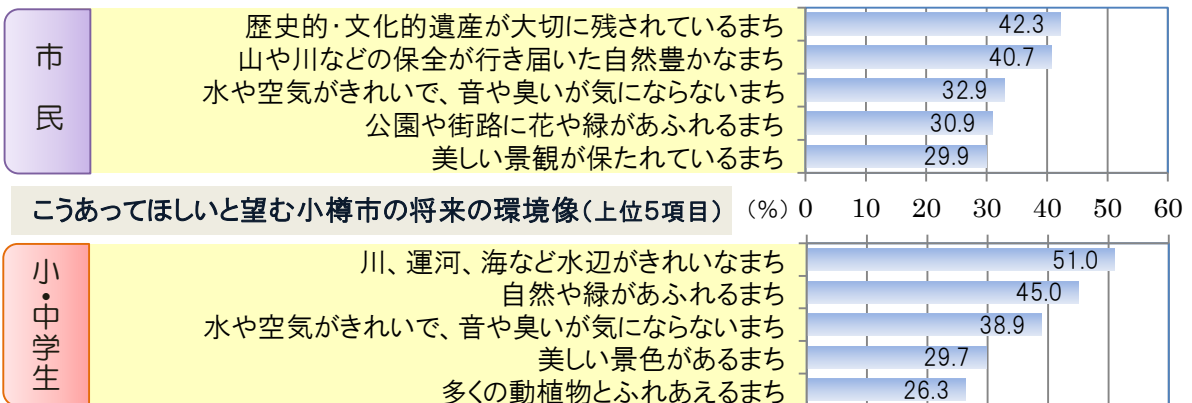 市民
歴史的・文化的遺産が大切に残されているまち 42.3
山や川などの保全が行き届いた自然豊かなまち 40.7
水や空気がきれいで、音や臭いが気にならないまち 32.9
公園や街路に花や緑があふれるまち 30.9
美しい景観が保たれているまち 29.9
こうあってほしいと望む小樽市の将来の環境像(上位5項目) (%) 0 10 20 30 40 50 60
小・中学生
川、運河、海など水辺がきれいなまち 51.0
自然や緑があふれるまち 45.0
水や空気がきれいで、音や臭いが気にならないまち 38.9
美しい景色があるまち 29.7
多くの動植物とふれあえるまち 26.3